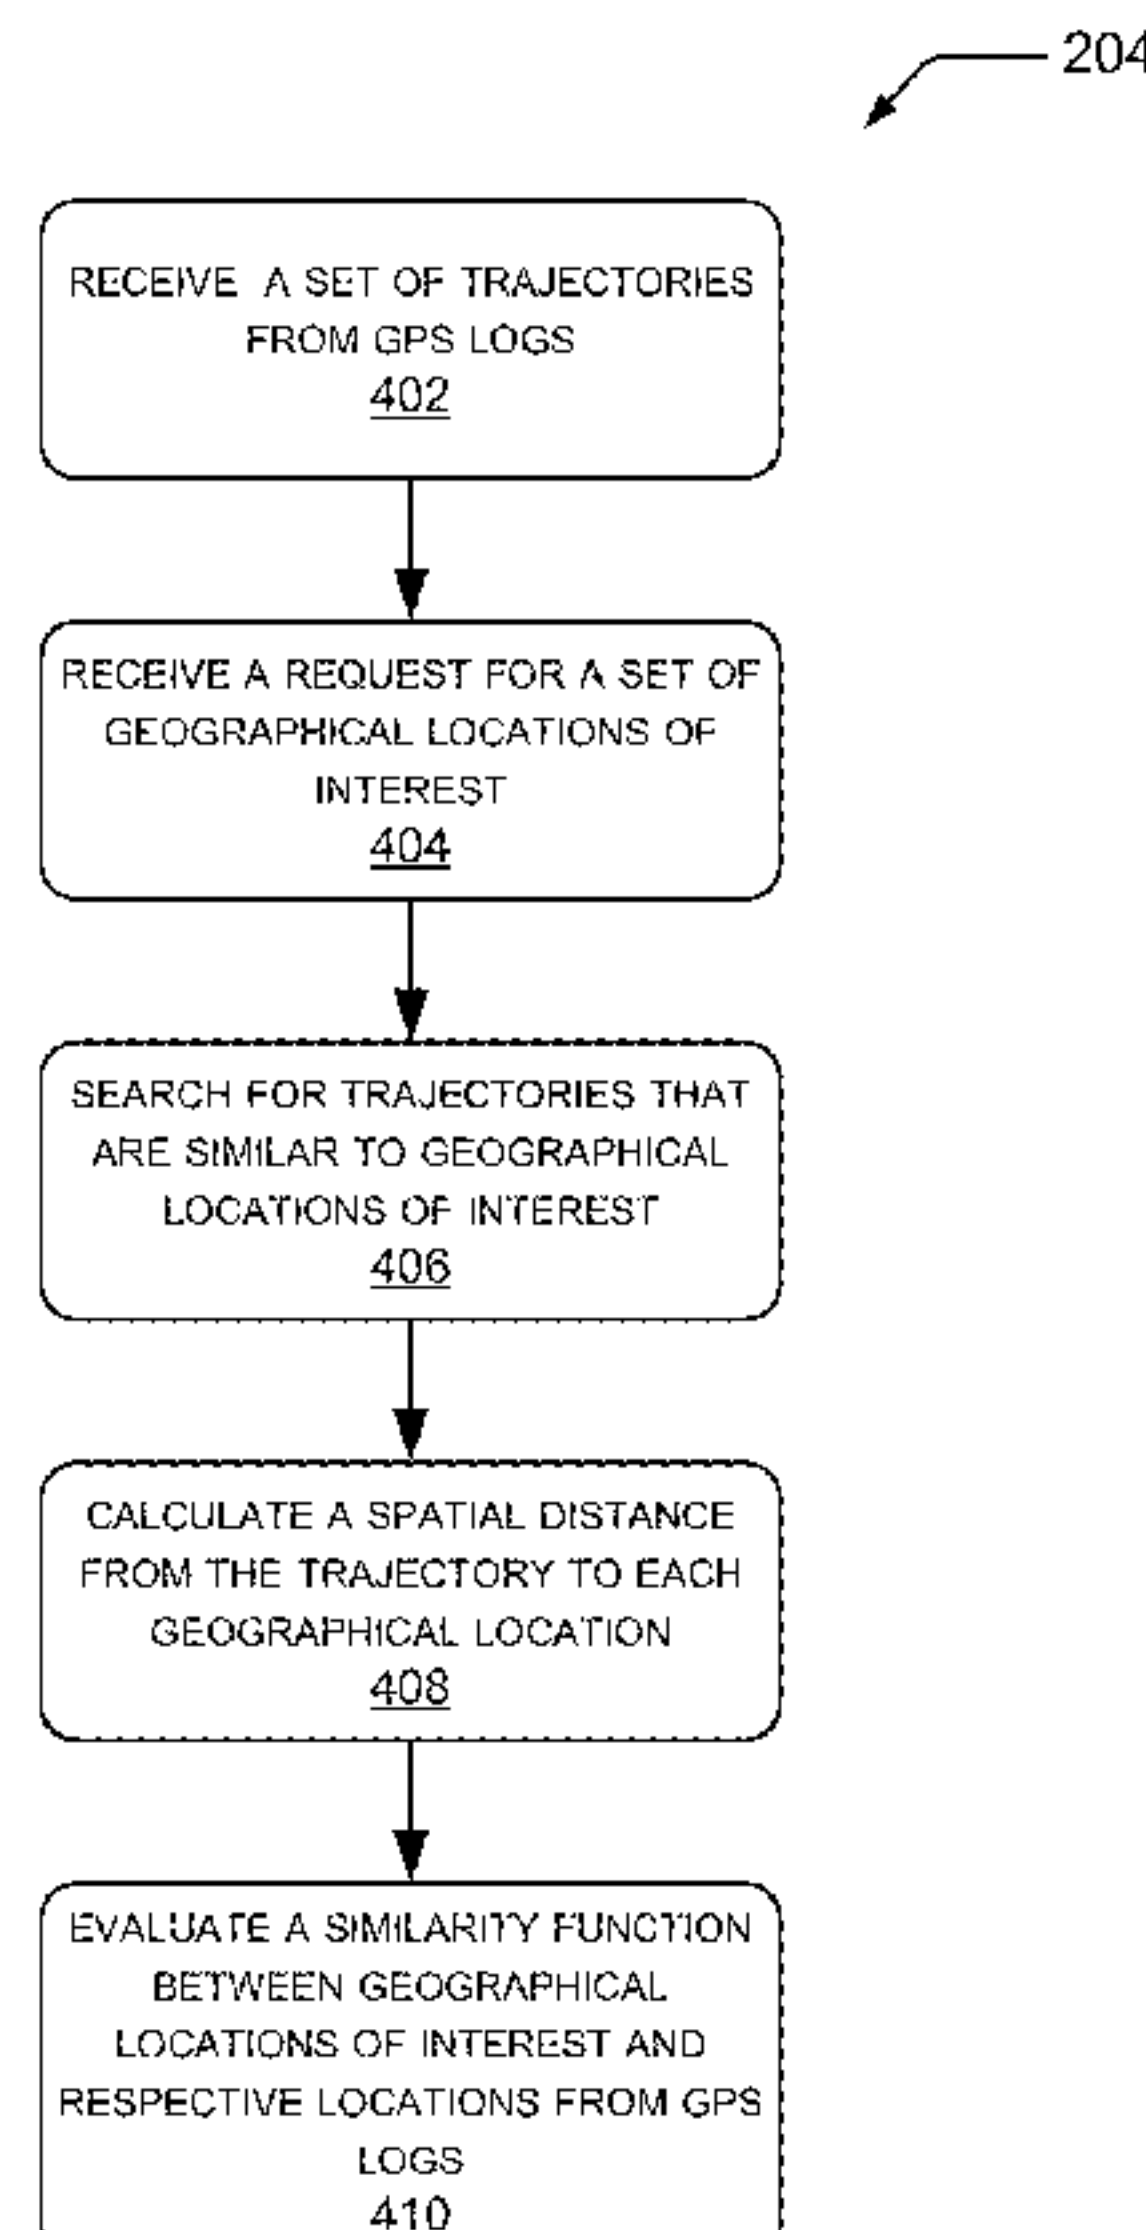 204
RECEIVE A SET OF TRAJECTORIES
FROM GPS LOGS
402
RECEIVE A REQUEST FOR A SET OF
GEOGRAPHICAL LOCATIONS OF
INTEREST
404
SEARCH FOR TRAJECTORIES THAT
ARE SIMILAR TO GEOGRAPHICAL
LOCATIONS OF INTEREST
406
CALCULATE A SPATIAL DISTANCE
FROM THE TRAJECTORY TO EACH
GEOGRAPHICAL LOCATION
408
EVALUATE A SIMILARITY FUNCTION
BETWEEN GEOGRAPHICAL
LOCATIONS OF INTEREST AND
RESPECTIVE LOCATIONS FROM GPS
LOGS
410